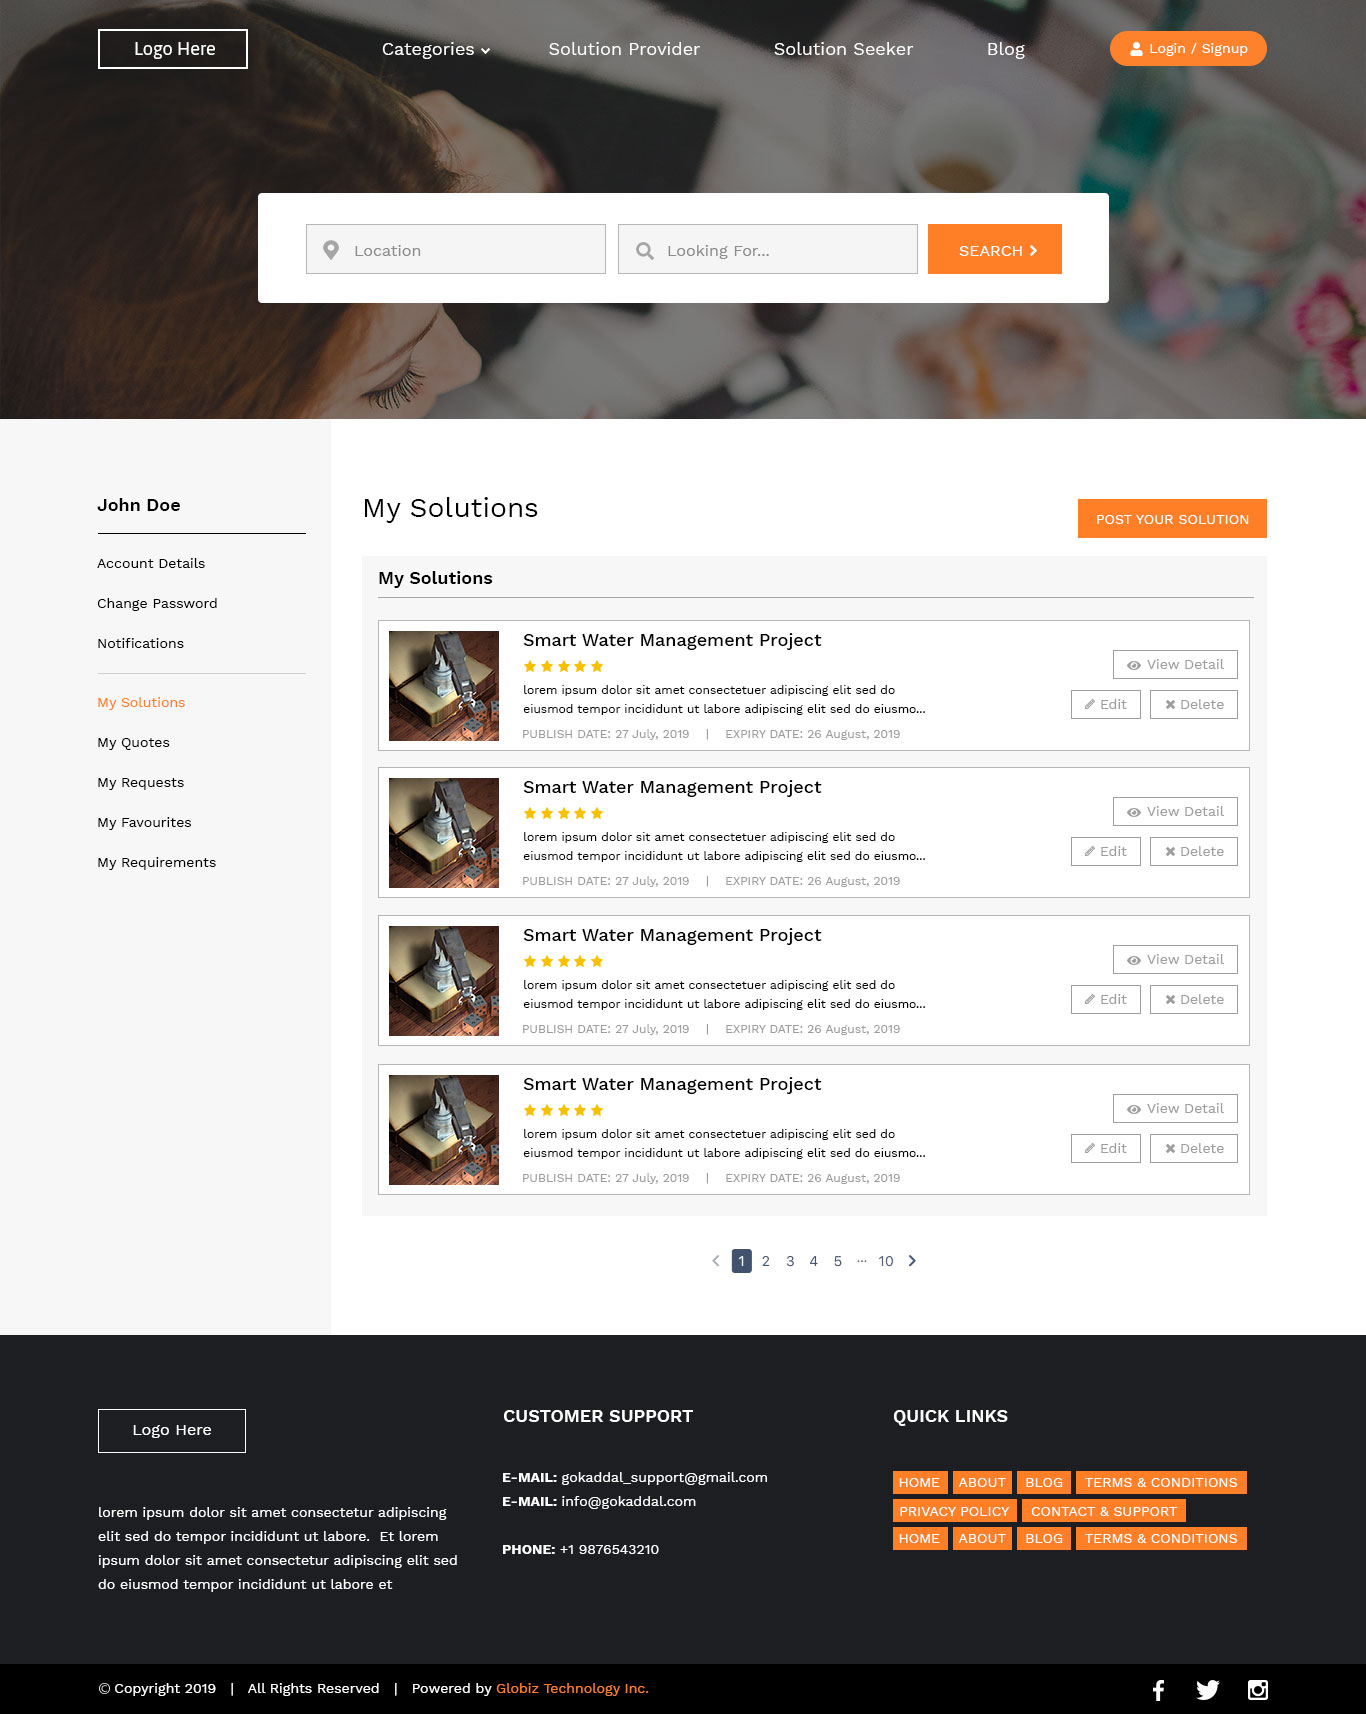 Logo Here
Categories
Solution Provider
Solution Seeker
Blog
Login / Signup
Location
Looking For...
SEARCH
John Doe
Account Details
Change Password
Notifications
My Solutions
My Quotes
My Requests
My Favourites
My Requirements
My Solutions
POST YOUR SOLUTION
My Solutions
Smart Water Management Project
lorem ipsum dolor sit amet consectetuer adipiscing elit sed do
eiusmod tempor incididunt ut labore adipiscing elit sed do eiusmo...
PUBLISH DATE: 27 July, 2019 | EXPIRY DATE: 26 August, 2019
View Detail
Edit
Delete
Smart Water Management Project
lorem ipsum dolor sit amet consectetuer adipiscing elit sed do
eiusmod tempor incididunt ut labore adipiscing elit sed do eiusmo...
PUBLISH DATE: 27 July, 2019 | EXPIRY DATE: 26 August, 2019
View Detail
Edit
Delete
Smart Water Management Project
lorem ipsum dolor sit amet consectetuer adipiscing elit sed do
eiusmod tempor incididunt ut labore adipiscing elit sed do eiusmo...
PUBLISH DATE: 27 July, 2019 | EXPIRY DATE: 26 August, 2019
View Detail
Edit
Delete
Smart Water Management Project
lorem ipsum dolor sit amet consectetuer adipiscing elit sed do
eiusmod tempor incididunt ut labore adipiscing elit sed do eiusmo...
PUBLISH DATE: 27 July, 2019 | EXPIRY DATE: 26 August, 2019
View Detail
Edit
Delete
1 2 3 4 5 ... 10
Logo Here
lorem ipsum dolor sit amet consectetur adipiscing
elit sed do tempor incididunt ut labore. Et lorem
ipsum dolor sit amet consectetur adipiscing elit sed
do eiusmod tempor incididunt ut labore et
CUSTOMER SUPPORT
E-MAIL: gokaddal_support@gmail.com
E-MAIL: info@gokaddal.com
PHONE: +1 9876543210
QUICK LINKS
HOME ABOUT BLOG TERMS & CONDITIONS
PRIVACY POLICY CONTACT & SUPPORT
HOME ABOUT BLOG TERMS & CONDITIONS
© Copyright 2019 | All Rights Reserved | Powered by Globiz Technology Inc.